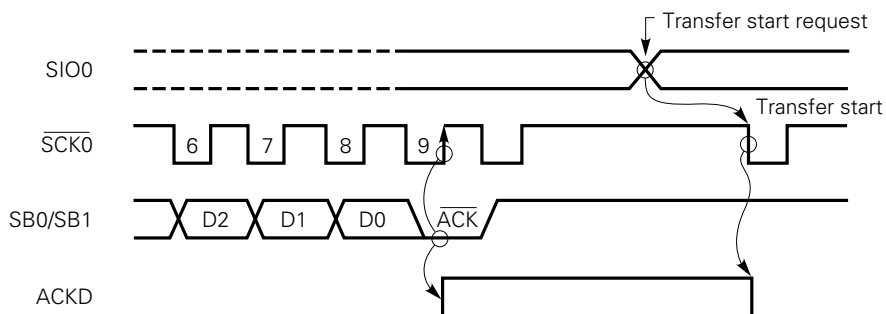 Transfer start request
SIO0
Transfer start
SCK0
6 7 8 9
SB0/SB1
D2 D1 D0 ACK
ACKD